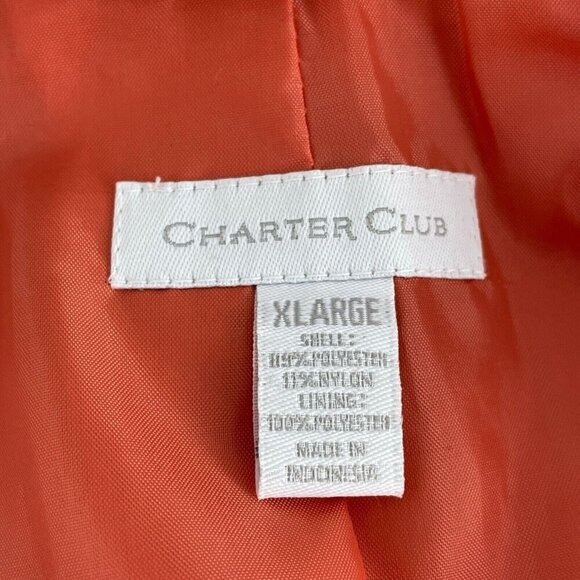 CHARTER CLUB
XLARGE
SHELL:
89% POLYESTER
11% NYLON
LINING:
100% POLYESTER
MADE IN
INDONESIA